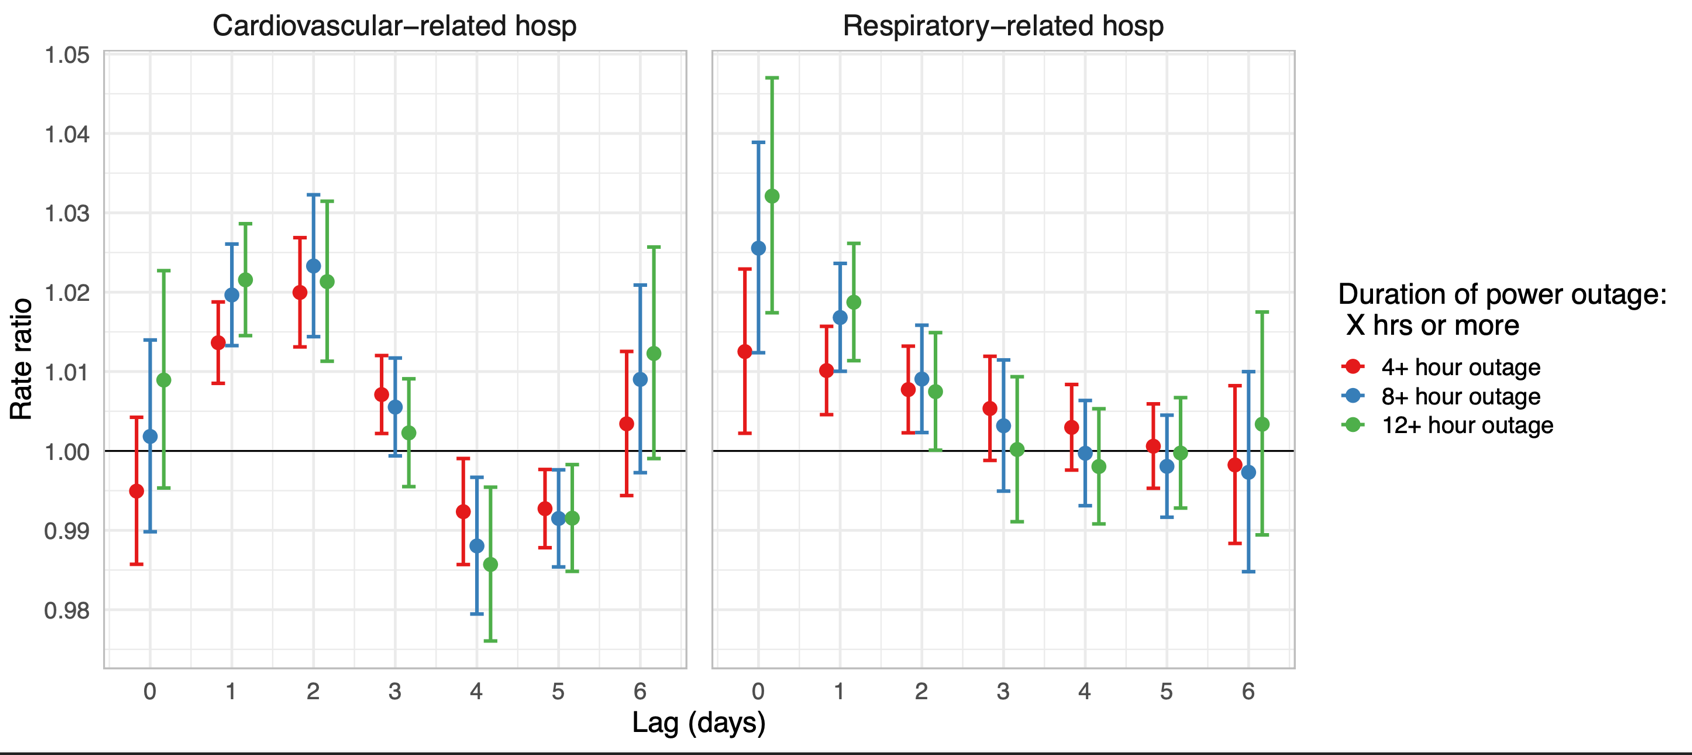 Cardiovascular−related hosp
Respiratory−related hosp
1.05
1.04
1.03
1.02
1.01
1.00
0.99
0.98
Rate ratio
0 1 2 3 4 5 6
0 1 2 3 4 5 6
Lag (days)
Duration of power outage:
X hrs or more
4+ hour outage
8+ hour outage
12+ hour outage